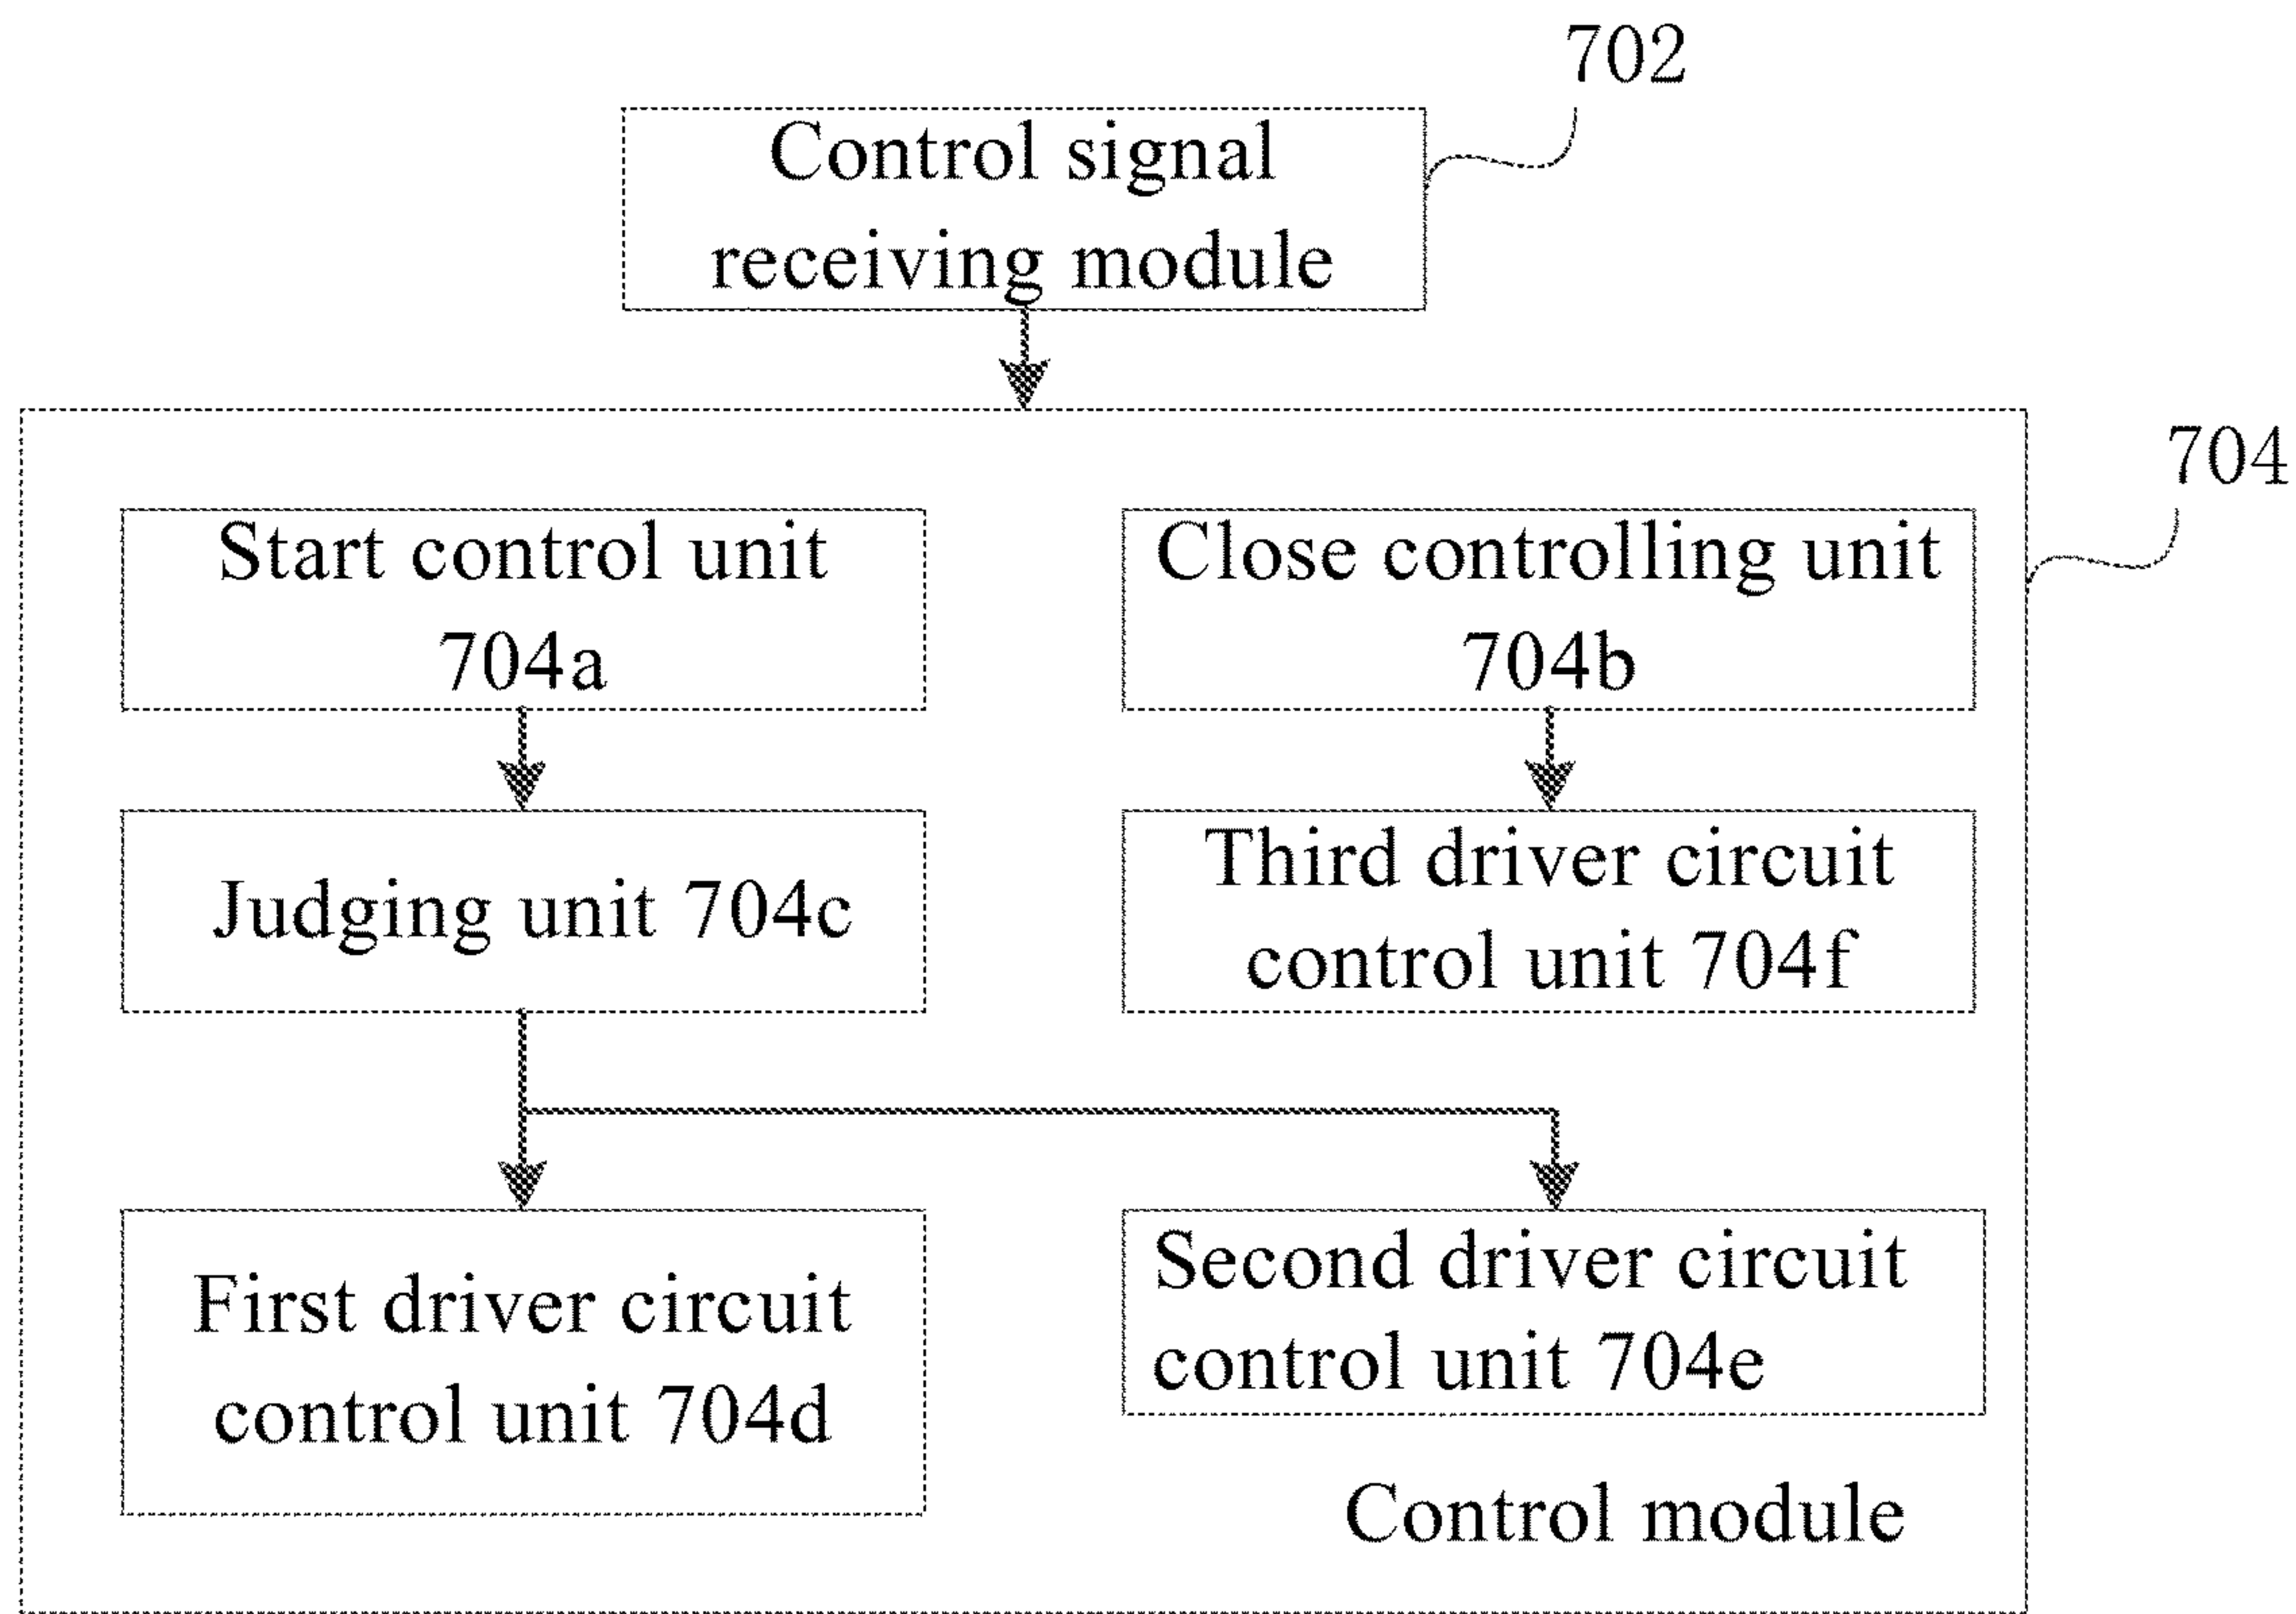 702
Control signal
receiving module
704
Start control unit
704a
Close controlling unit
704b
Judging unit 704c
Third driver circuit
control unit 704f
First driver circuit
control unit 704d
Second driver circuit
control unit 704e
Control module